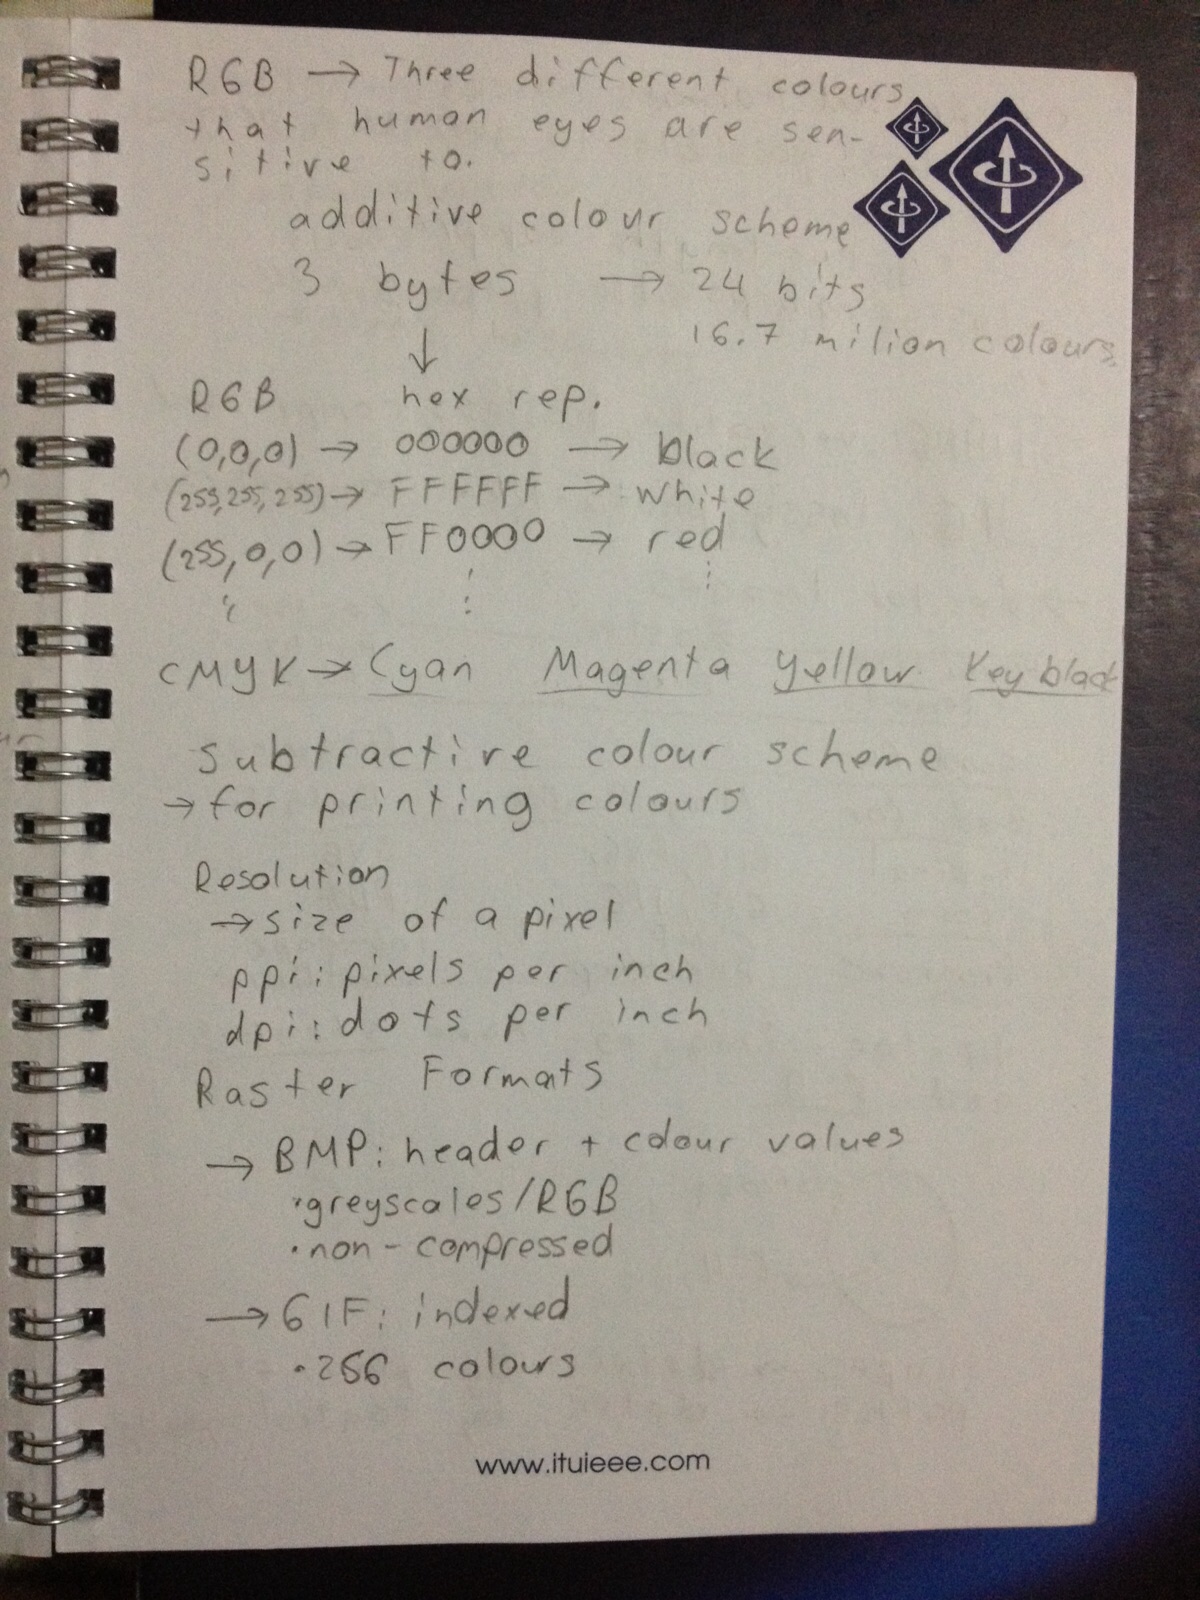 RGB → Three different colours
that human eyes are sen-
sitive to.
additive colour scheme
3 bytes → 24 bits
16.7 milion colours
↓
RGB hex rep.
(0,0,0) → 000000 → black
(255,255,255) → FFFFFF → white
(255,0,0) → FF0000 → red
⋮ ⋮ ⋮
CMYK → Cyan Magenta Yellow Key black
subtractive colour scheme
→ for printing colours
Resolution
→ size of a pixel
ppi: pixels per inch
dpi: dots per inch
Raster Formats
→ BMP: header + colour values
• greyscales/RGB
• non-compressed
→ GIF: indexed
• 256 colours
www.ituieee.com